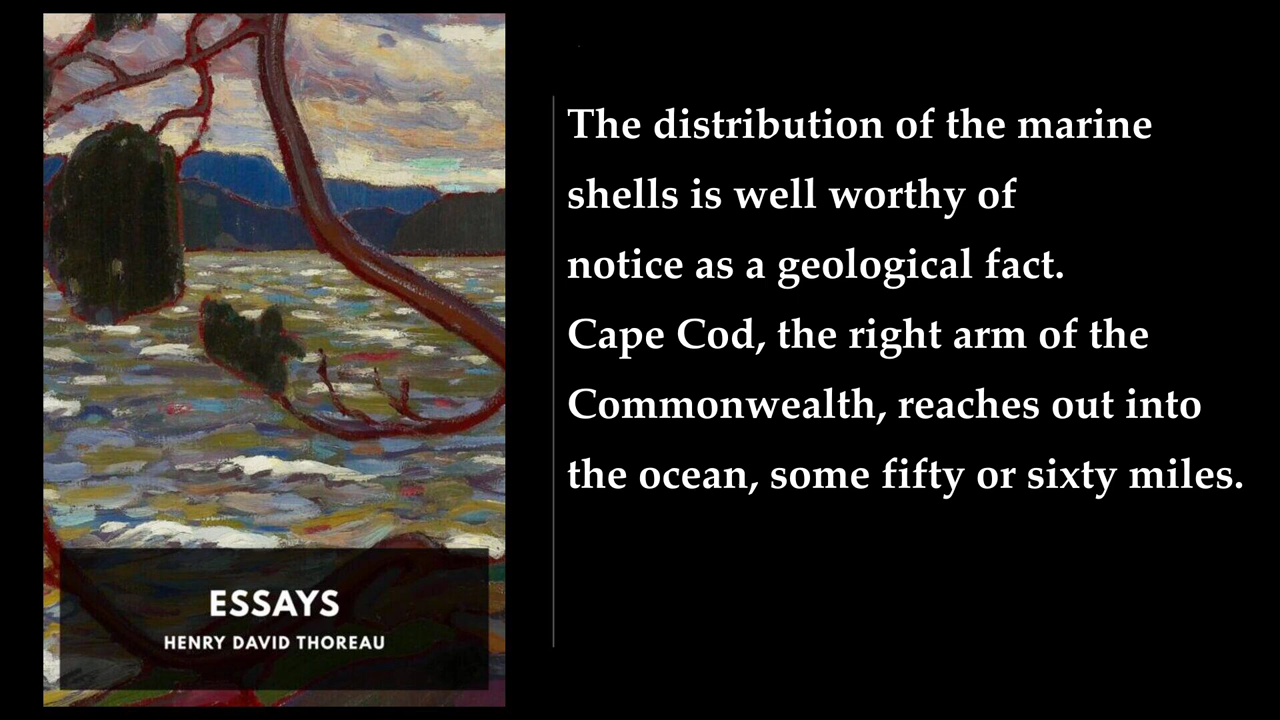 The distribution of the marine
shells is well worthy of
notice as a geological fact.
Cape Cod, the right arm of the
Commonwealth, reaches out into
the ocean, some fifty or sixty miles.
ESSAYS
HENRY DAVID THOREAU